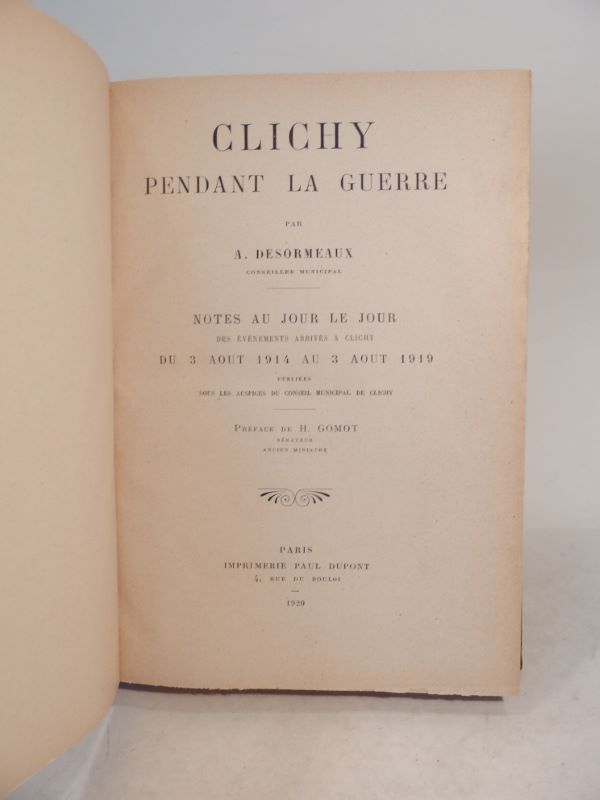 CLICHY
PENDANT LA GUERRE
PAR
A. DESORMEAUX
CONSEILLER MUNICIPAL
NOTES AU JOUR LE JOUR
DES ÉVÉNEMENTS ARRIVÉS A CLICHY
DU 3 AOUT 1914 AU 3 AOUT 1919
PUBLIÉES
SOUS LES AUSPICES DU CONSEIL MUNICIPAL DE CLICHY
PRÉFACE DE H. GOMOT
SÉNATEUR
ANCIEN MINISTRE
PARIS
IMPRIMERIE PAUL DUPONT
4, RUE DU BOULOI
1920